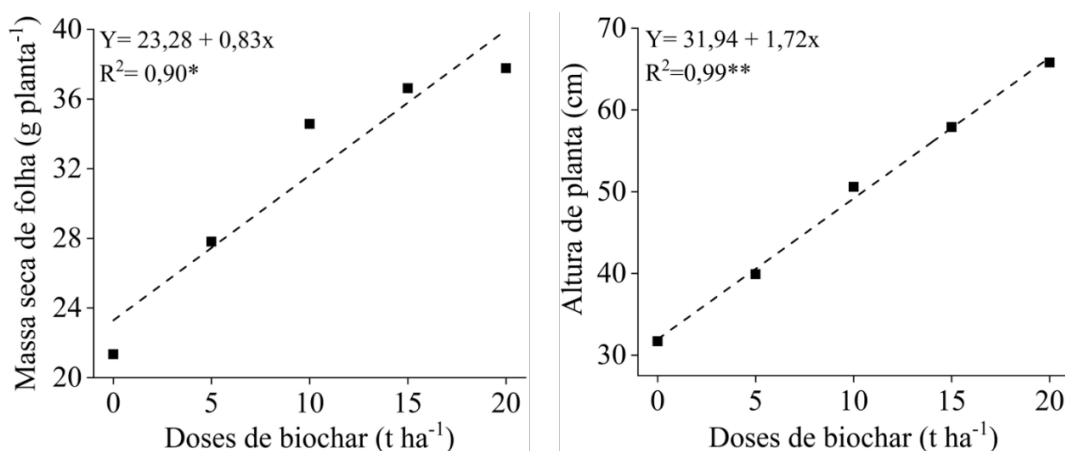 Massa seca de folha (g planta⁻¹)
40
36
32
28
24
20
Y= 23,28 + 0,83x
R²= 0,90*
0 5 10 15 20
Doses de biochar (t ha⁻¹)
Altura de planta (cm)
70
60
50
40
30
Y= 31,94 + 1,72x
R²=0,99**
0 5 10 15 20
Doses de biochar (t ha⁻¹)